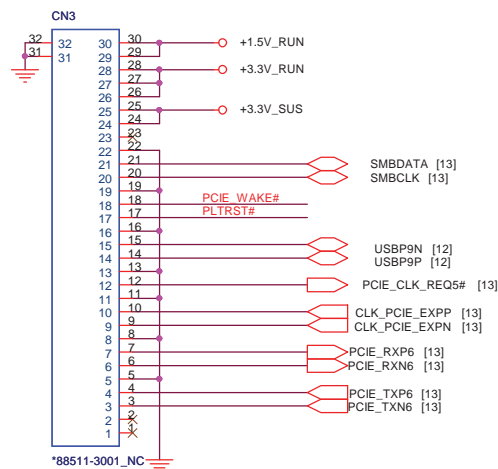 CN3
32 32 30 30 +1.5V_RUN
31 31 29 29
28 28 +3.3V_RUN
27 27
26 26
25 25 +3.3V_SUS
24 24
23 23
22 22
21 21 SMBDATA [13]
20 20 SMBCLK [13]
19 19
18 18 PCIE_WAKE#
17 17 PLTRST#
16 16
15 15 USBP9N [12]
14 14 USBP9P [12]
13 13
12 12 PCIE_CLK_REQ5# [13]
11 11
10 10 CLK_PCIE_EXPP [13]
9 9 CLK_PCIE_EXPN [13]
8 8
7 7 PCIE_RXP6 [13]
6 6 PCIE_RXN6 [13]
5 5
4 4 PCIE_TXP6 [13]
3 3 PCIE_TXN6 [13]
2 2
1 1
*88511-3001_NC